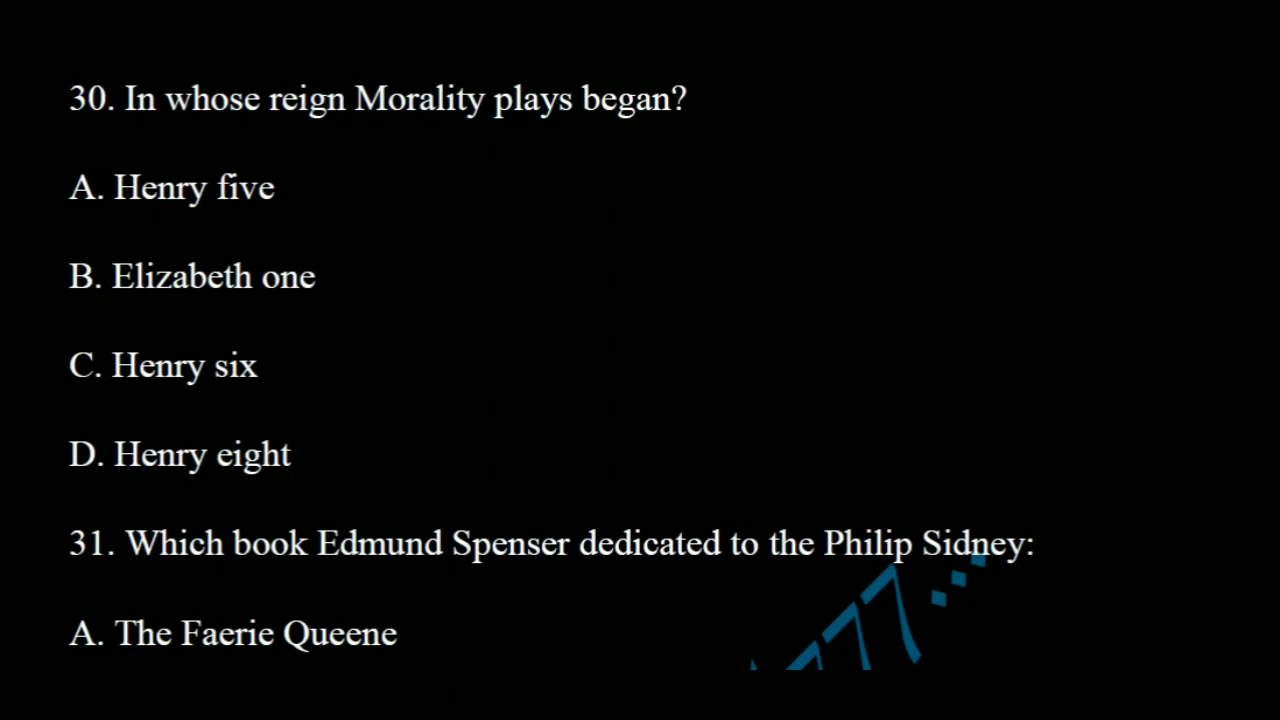 30. In whose reign Morality plays began?
A. Henry five
B. Elizabeth one
C. Henry six
D. Henry eight
31. Which book Edmund Spenser dedicated to the Philip Sidney:
A. The Faerie Queene